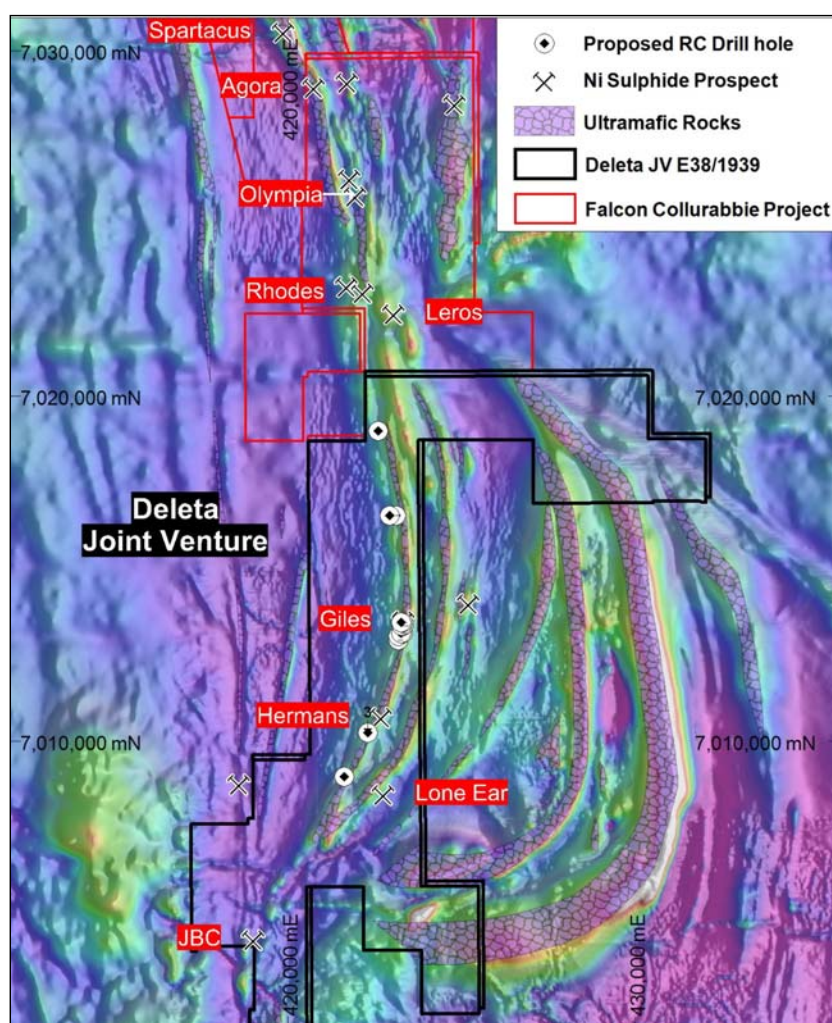 Spartacus
7,030,000 mN
420,000 mE
Agora
Olympia
Rhodes
Leros
Proposed RC Drill hole
Ni Sulphide Prospect
Ultramafic Rocks
Deleta JV E38/1939
Falcon Collurabbie Project
7,020,000 mN
7,020,000 mN
Deleta
Joint Venture
Giles
Hermans
3
7,010,000 mN
7,010,000 mN
Lone Ear
JBC
420,000 mE
430,000 mE